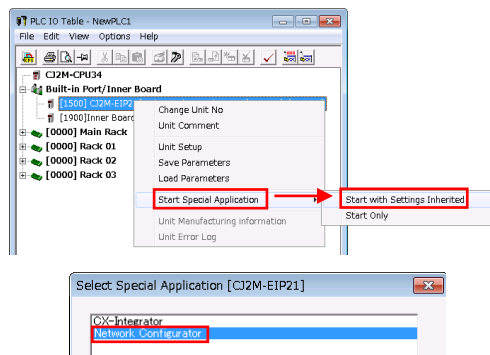 PLC IO Table - NewPLC1
File Edit View Options Help
CJ2M-CPU34
Built-in Port/Inner Board
[1500] CJ2M-EIP2
[1900]Inner Board
[0000] Main Rack
[0000] Rack 01
[0000] Rack 02
[0000] Rack 03
Change Unit No
Unit Comment
Unit Setup
Save Parameters
Load Parameters
Start Special Application
Unit Manufacturing information
Unit Error Log
Start with Settings Inherited
Start Only
Select Special Application [CJ2M-EIP21]
CX-Integrator
Network Configurator